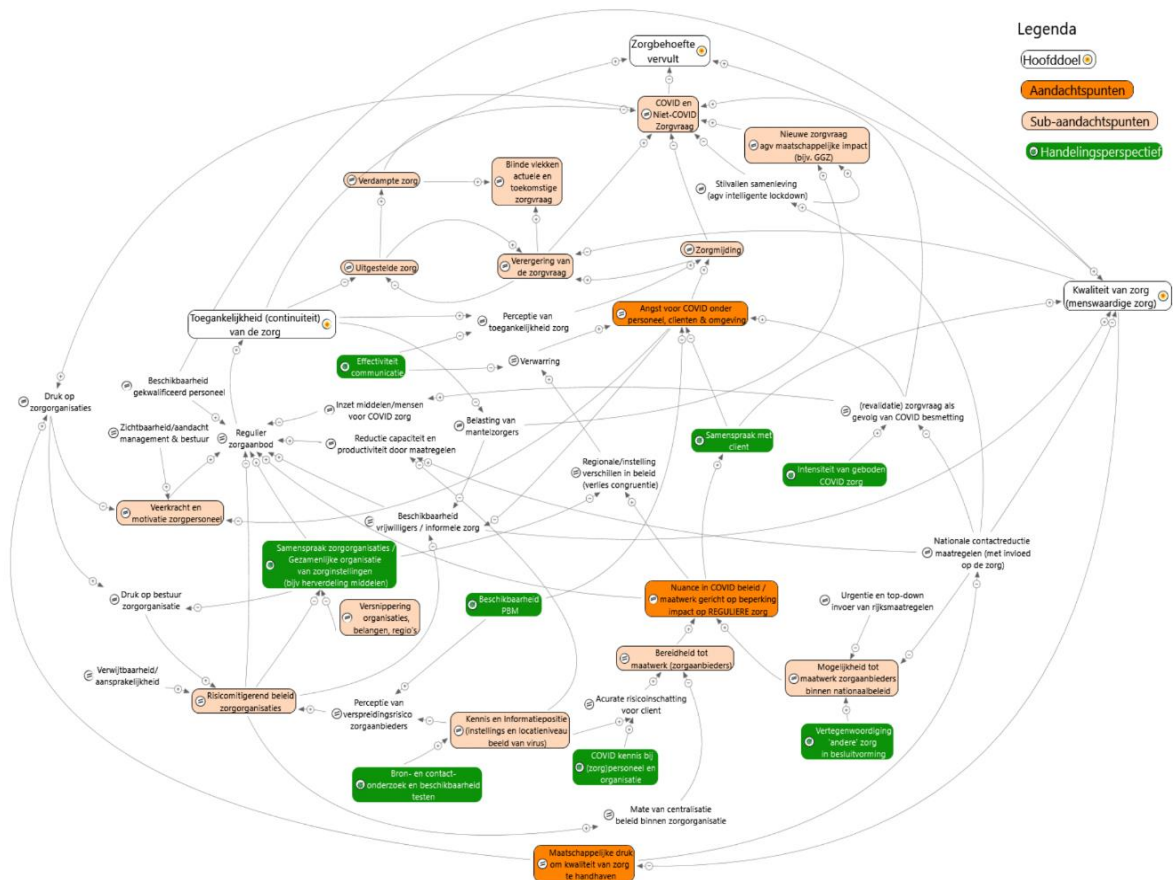 Legenda
Hoofddoel
Aandachtspunten
Sub-aandachtspunten
Handelingsperspectief
Zorgbehoefte
vervult
COVID en
Niet-COVID
Zorgvraag
Nieuwe zorgvraag
agv maatschappelijke impact
(bijv. GGZ)
Blinde vlekken
actuele en
toekomstige
zorgvraag
Verdampte zorg
Stilvallen samenleving
(agv intelligente lockdown)
Uitgestelde zorg
Verergering van
de zorgvraag
Zorgmijding
Kwaliteit van zorg
(menswaardige zorg)
Toegankelijkheid (continuiteit)
van de zorg
Perceptie van
toegankelijkheid zorg
Angst voor COVID onder
personeel, clienten & omgeving
Effectiviteit
communicatie
Verwarring
Beschikbaarheid
gekwalificeerd personeel
Druk op
zorgorganisaties
Inzet middelen/mensen
voor COVID zorg
Belasting van
mantelzorgers
(revalidatie) zorgvraag als
gevolg van COVID besmetting
Zichtbaarheid/aandacht
management & bestuur
Regulier
zorgaanbod
Reductie capaciteit en
productiviteit door maatregelen
Samenspraak met
client
Regionale/instelling
verschillen in beleid
(verlies congruentie)
Intensiteit van geboden
COVID zorg
Veerkracht en
motivatie zorgpersoneel
Beschikbaarheid
vrijwilligers / informele zorg
Nationale contactreductie
maatregelen (met invloed
op de zorg)
Samenspraak zorgorganisaties /
Gezamenlijke organisatie
van zorginstellingen
(bijv herverdeling middelen)
Druk op bestuur
zorgorganisatie
Versnippering
organisaties,
belangen, regio's
Beschikbaarheid
PBM
Nuance in COVID beleid /
maatwerk gericht op beperking
impact op REGULIERE zorg
Urgentie en top-down
invoer van rijksmaatregelen
Bereidheid tot
maatwerk (zorgaanbieders)
Mogelijkheid tot
maatwerk zorgaanbieders
binnen nationaalbeleid
Verwijtbaarheid/
aansprakelijkheid
Risicomitigerend beleid
zorgorganisaties
Perceptie van
verspreidingsrisico
zorgaanbieders
Kennis en Informatiepositie
(instellings en locatieniveau
beeld van virus)
Acurate risicoinschatting
voor client
Vertegenwoordiging
'andere' zorg
in besluitvorming
COVID kennis bij
(zorg)personeel en
organisatie
Bron- en contact-
onderzoek en beschikbaarheid
testen
Mate van centralisatie
beleid binnen zorgorganisatie
Maatschappelijke druk
om kwaliteit van zorg
te handhaven